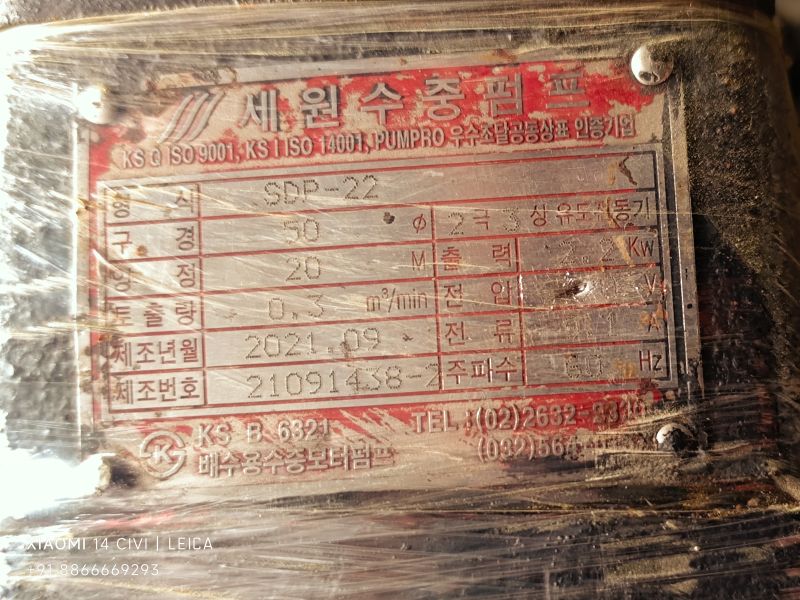 세원수중펌프
KS Q ISO 9001, KS I ISO 14001, PUMPRO 우수조달공동상표 인증기업
형 식 SDP-22
구 경 50 ø 2 극 3 상 유도전동기
양 정 20 M 출 력 2.2 Kw
토출량 0.3 m³/min 전 압 V
제조년월 2021.09 전 류 A
제조번호 21091438-2 주파수 60 Hz
KS B 6321 TEL :(02)2632-
배수용수중모터펌프 (032)564-
XIAOMI 14 CIVI | LEICA
+91 8866669293